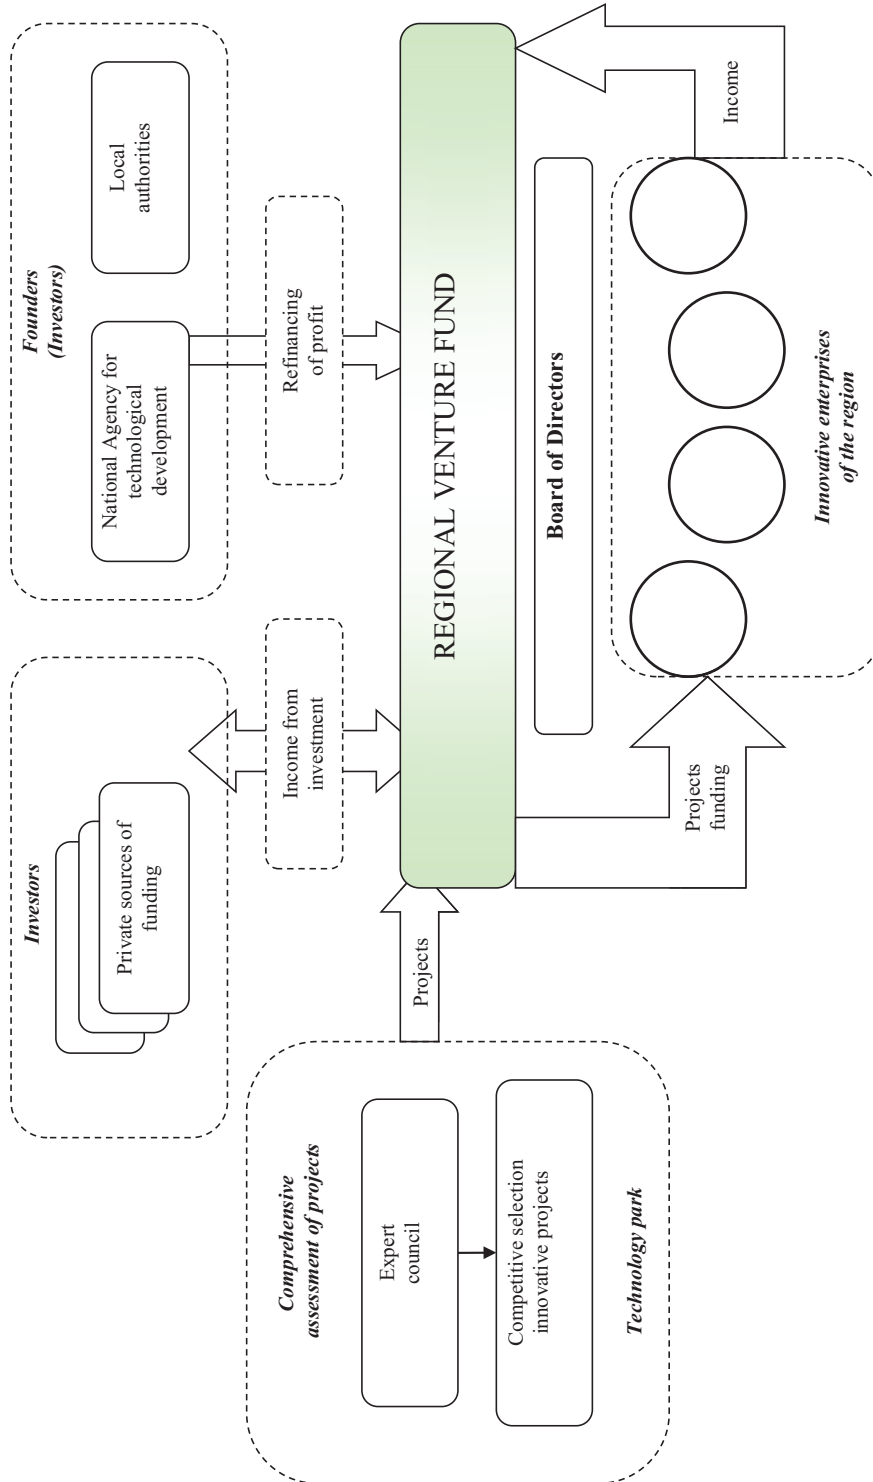 Investors
Private sources of
funding
Founders
(Investors)
National Agency for
technological
development
Local
authorities
Income from
investment
Refinancing
of profit
Comprehensive
assessment of projects
Expert
council
Competitive selection
innovative projects
Technology park
Projects
REGIONAL VENTURE FUND
Board of Directors
Projects
funding
Innovative enterprises
of the region
Income